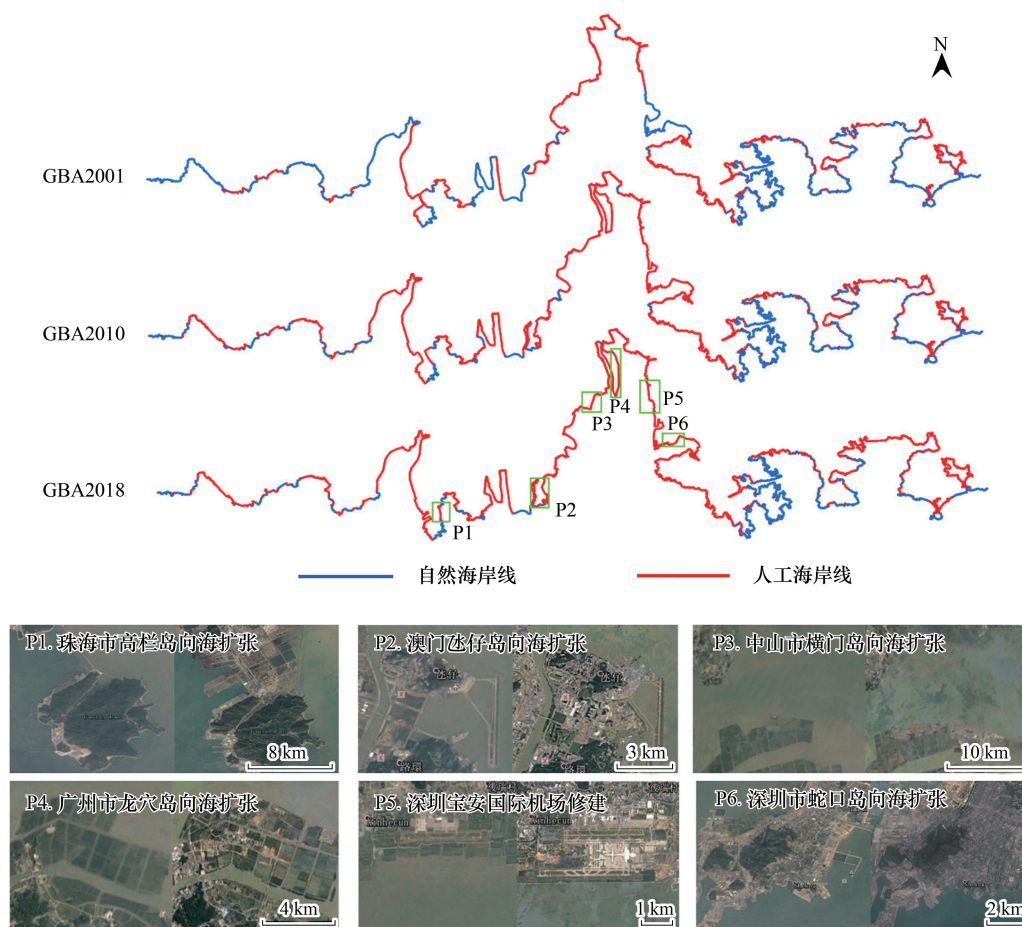 N
GBA2001
GBA2010
P4
P5
P3
P6
GBA2018
P2
P1
自然海岸线
人工海岸线
P1. 珠海市高栏岛向海扩张
8 km
P2. 澳门氹仔岛向海扩张
氹仔
路環
3 km
P3. 中山市横门岛向海扩张
10 km
P4. 广州市龙穴岛向海扩张
4 km
P5. 深圳宝安国际机场修建
Xinhecun
Xinhecun
1 km
P6. 深圳市蛇口岛向海扩张
2 km